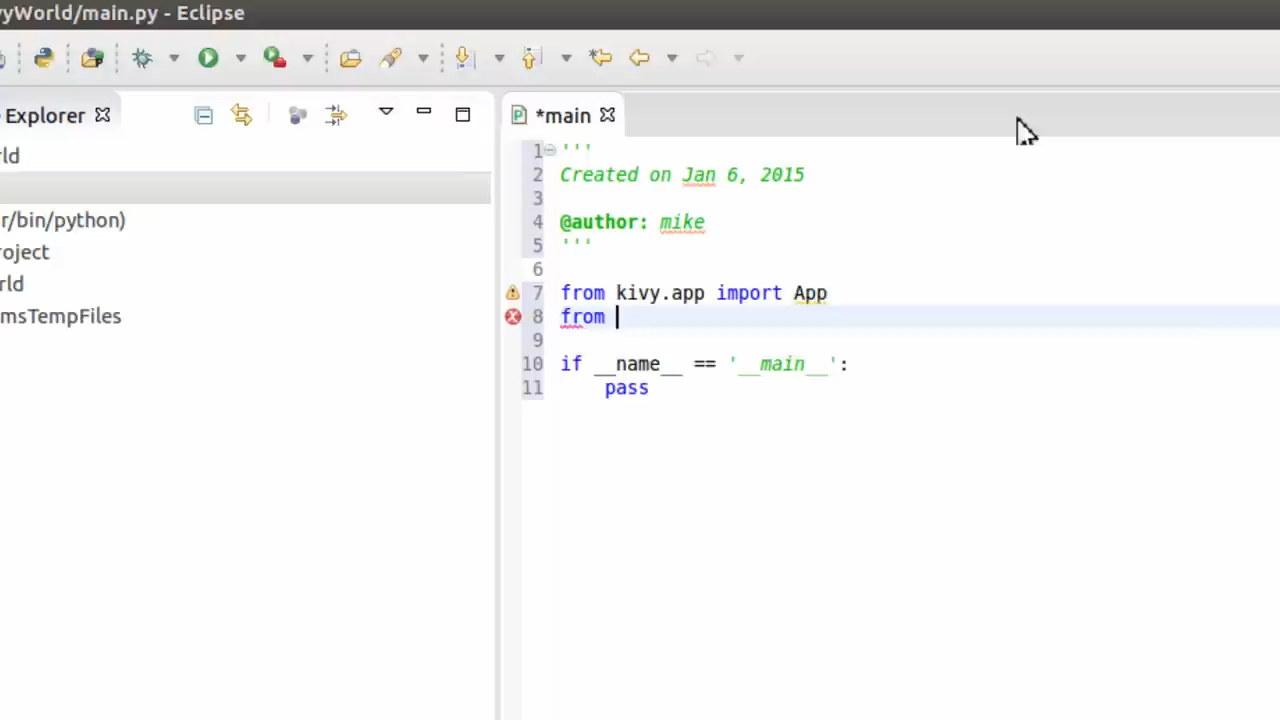 vyWorld/main.py - Eclipse
Explorer
*main
rld
r/bin/python)
roject
rld
msTempFiles
1 '''
2 Created on Jan 6, 2015
3
4 @author: mike
5 '''
6
7 from kivy.app import App
8 from
9
10 if __name__ == '__main__':
11 pass